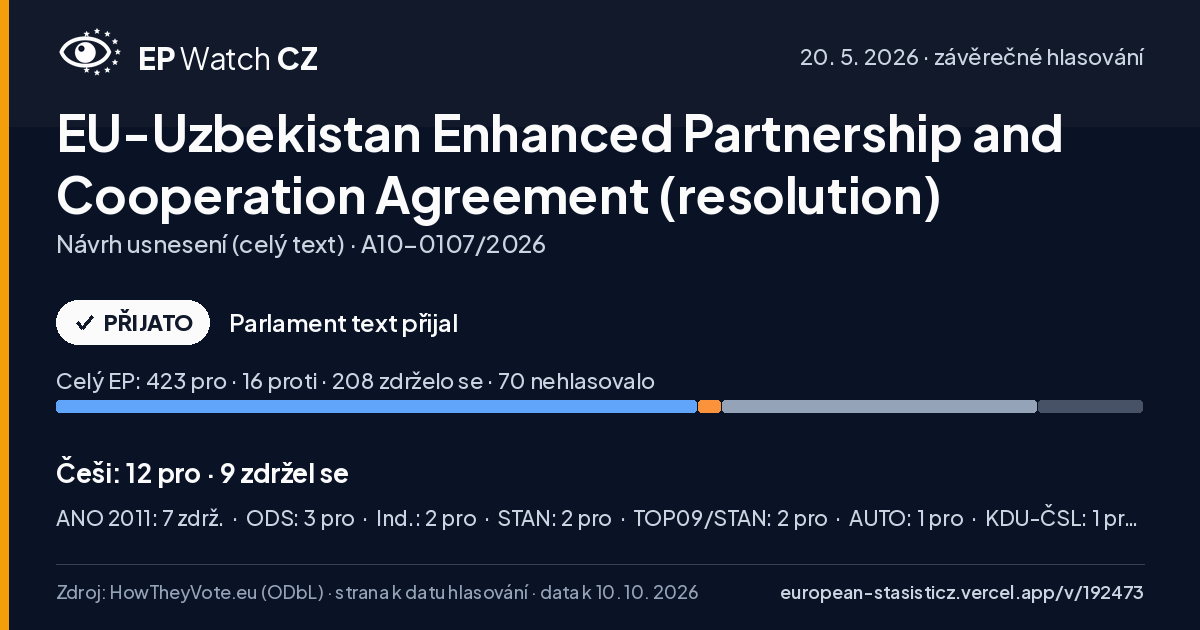 EP Watch CZ
20. 5. 2026 · závěrečné hlasování
EU-Uzbekistan Enhanced Partnership and
Cooperation Agreement (resolution)
Návrh usnesení (celý text) · A10-0107/2026
✓ PŘIJATO
Parlament text přijal
Celý EP: 423 pro · 16 proti · 208 zdrželo se · 70 nehlasovalo
Češi: 12 pro · 9 zdržel se
ANO 2011: 7 zdrž. · ODS: 3 pro · Ind.: 2 pro · STAN: 2 pro · TOP09/STAN: 2 pro · AUTO: 1 pro · KDU-ČSL: 1 pr…
Zdroj: HowTheyVote.eu (ODbL) · strana k datu hlasování · data k 10. 10. 2026
european-stasisticz.vercel.app/v/192473